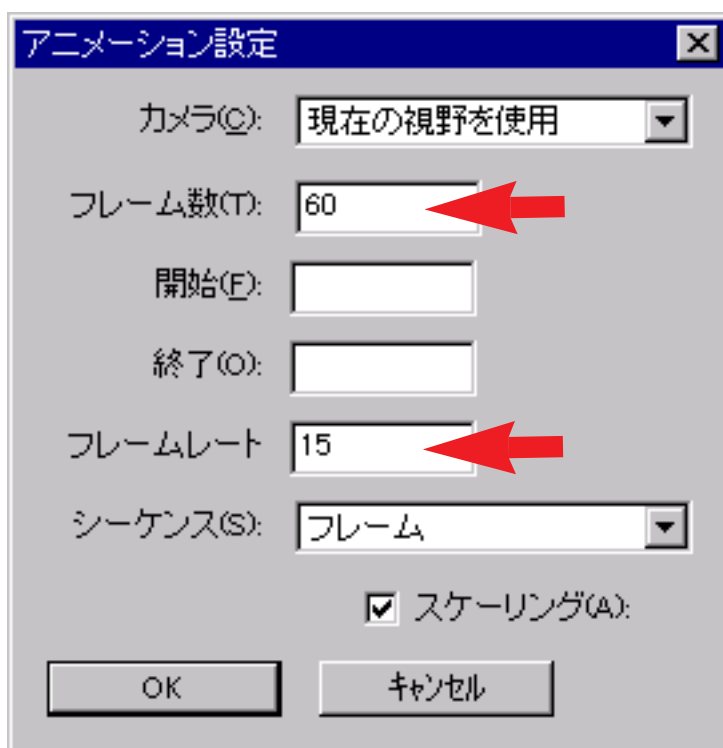 アニメーション設定
カメラ(C): 現在の視野を使用
フレーム数(T): 60
開始(F):
終了(O):
フレームレート 15
シーケンス(S): フレーム
スケーリング(A):
OK キャンセル